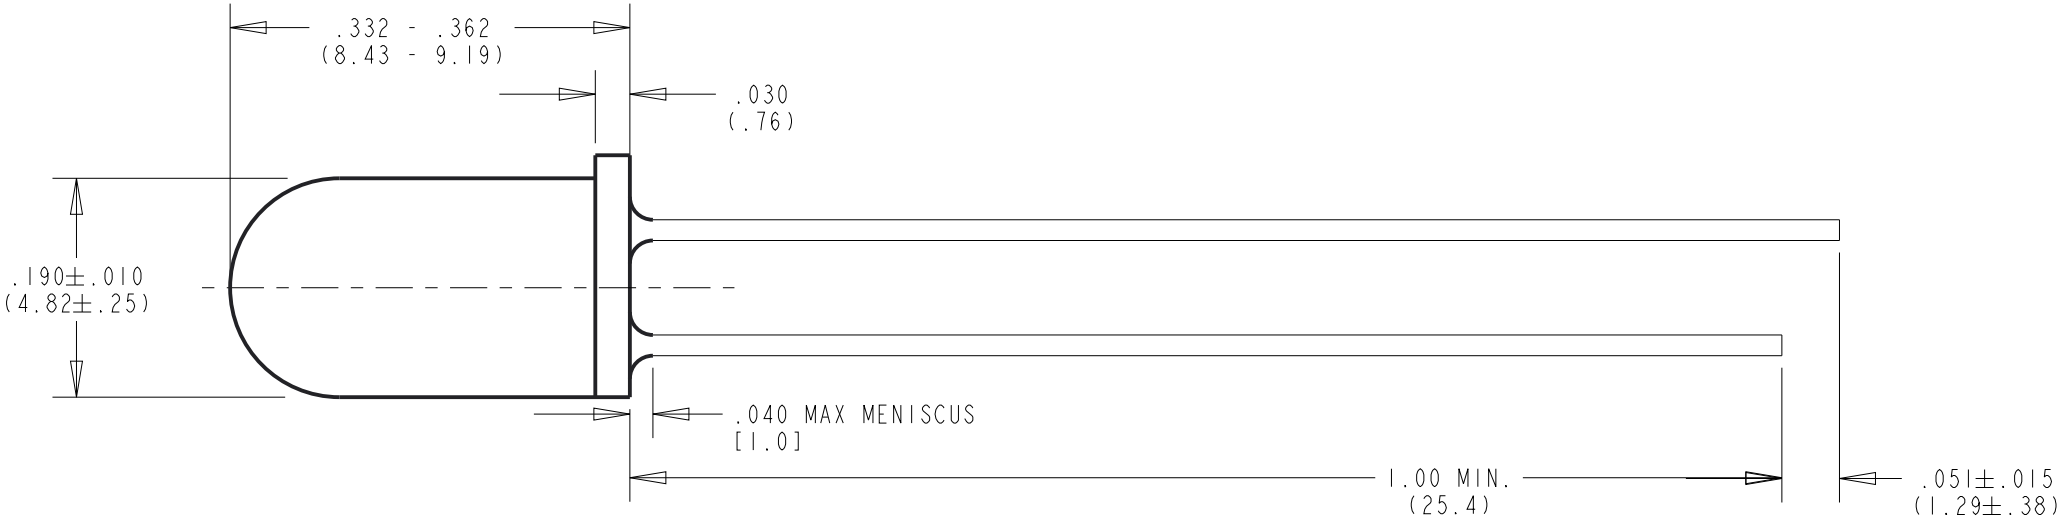 .332 - .362
(8.43 - 9.19)
.030
(.76)
.190±.010
(4.82±.25)
.040 MAX MENISCUS
[1.0]
1.00 MIN.
(25.4)
.051±.015
(1.29±.38)